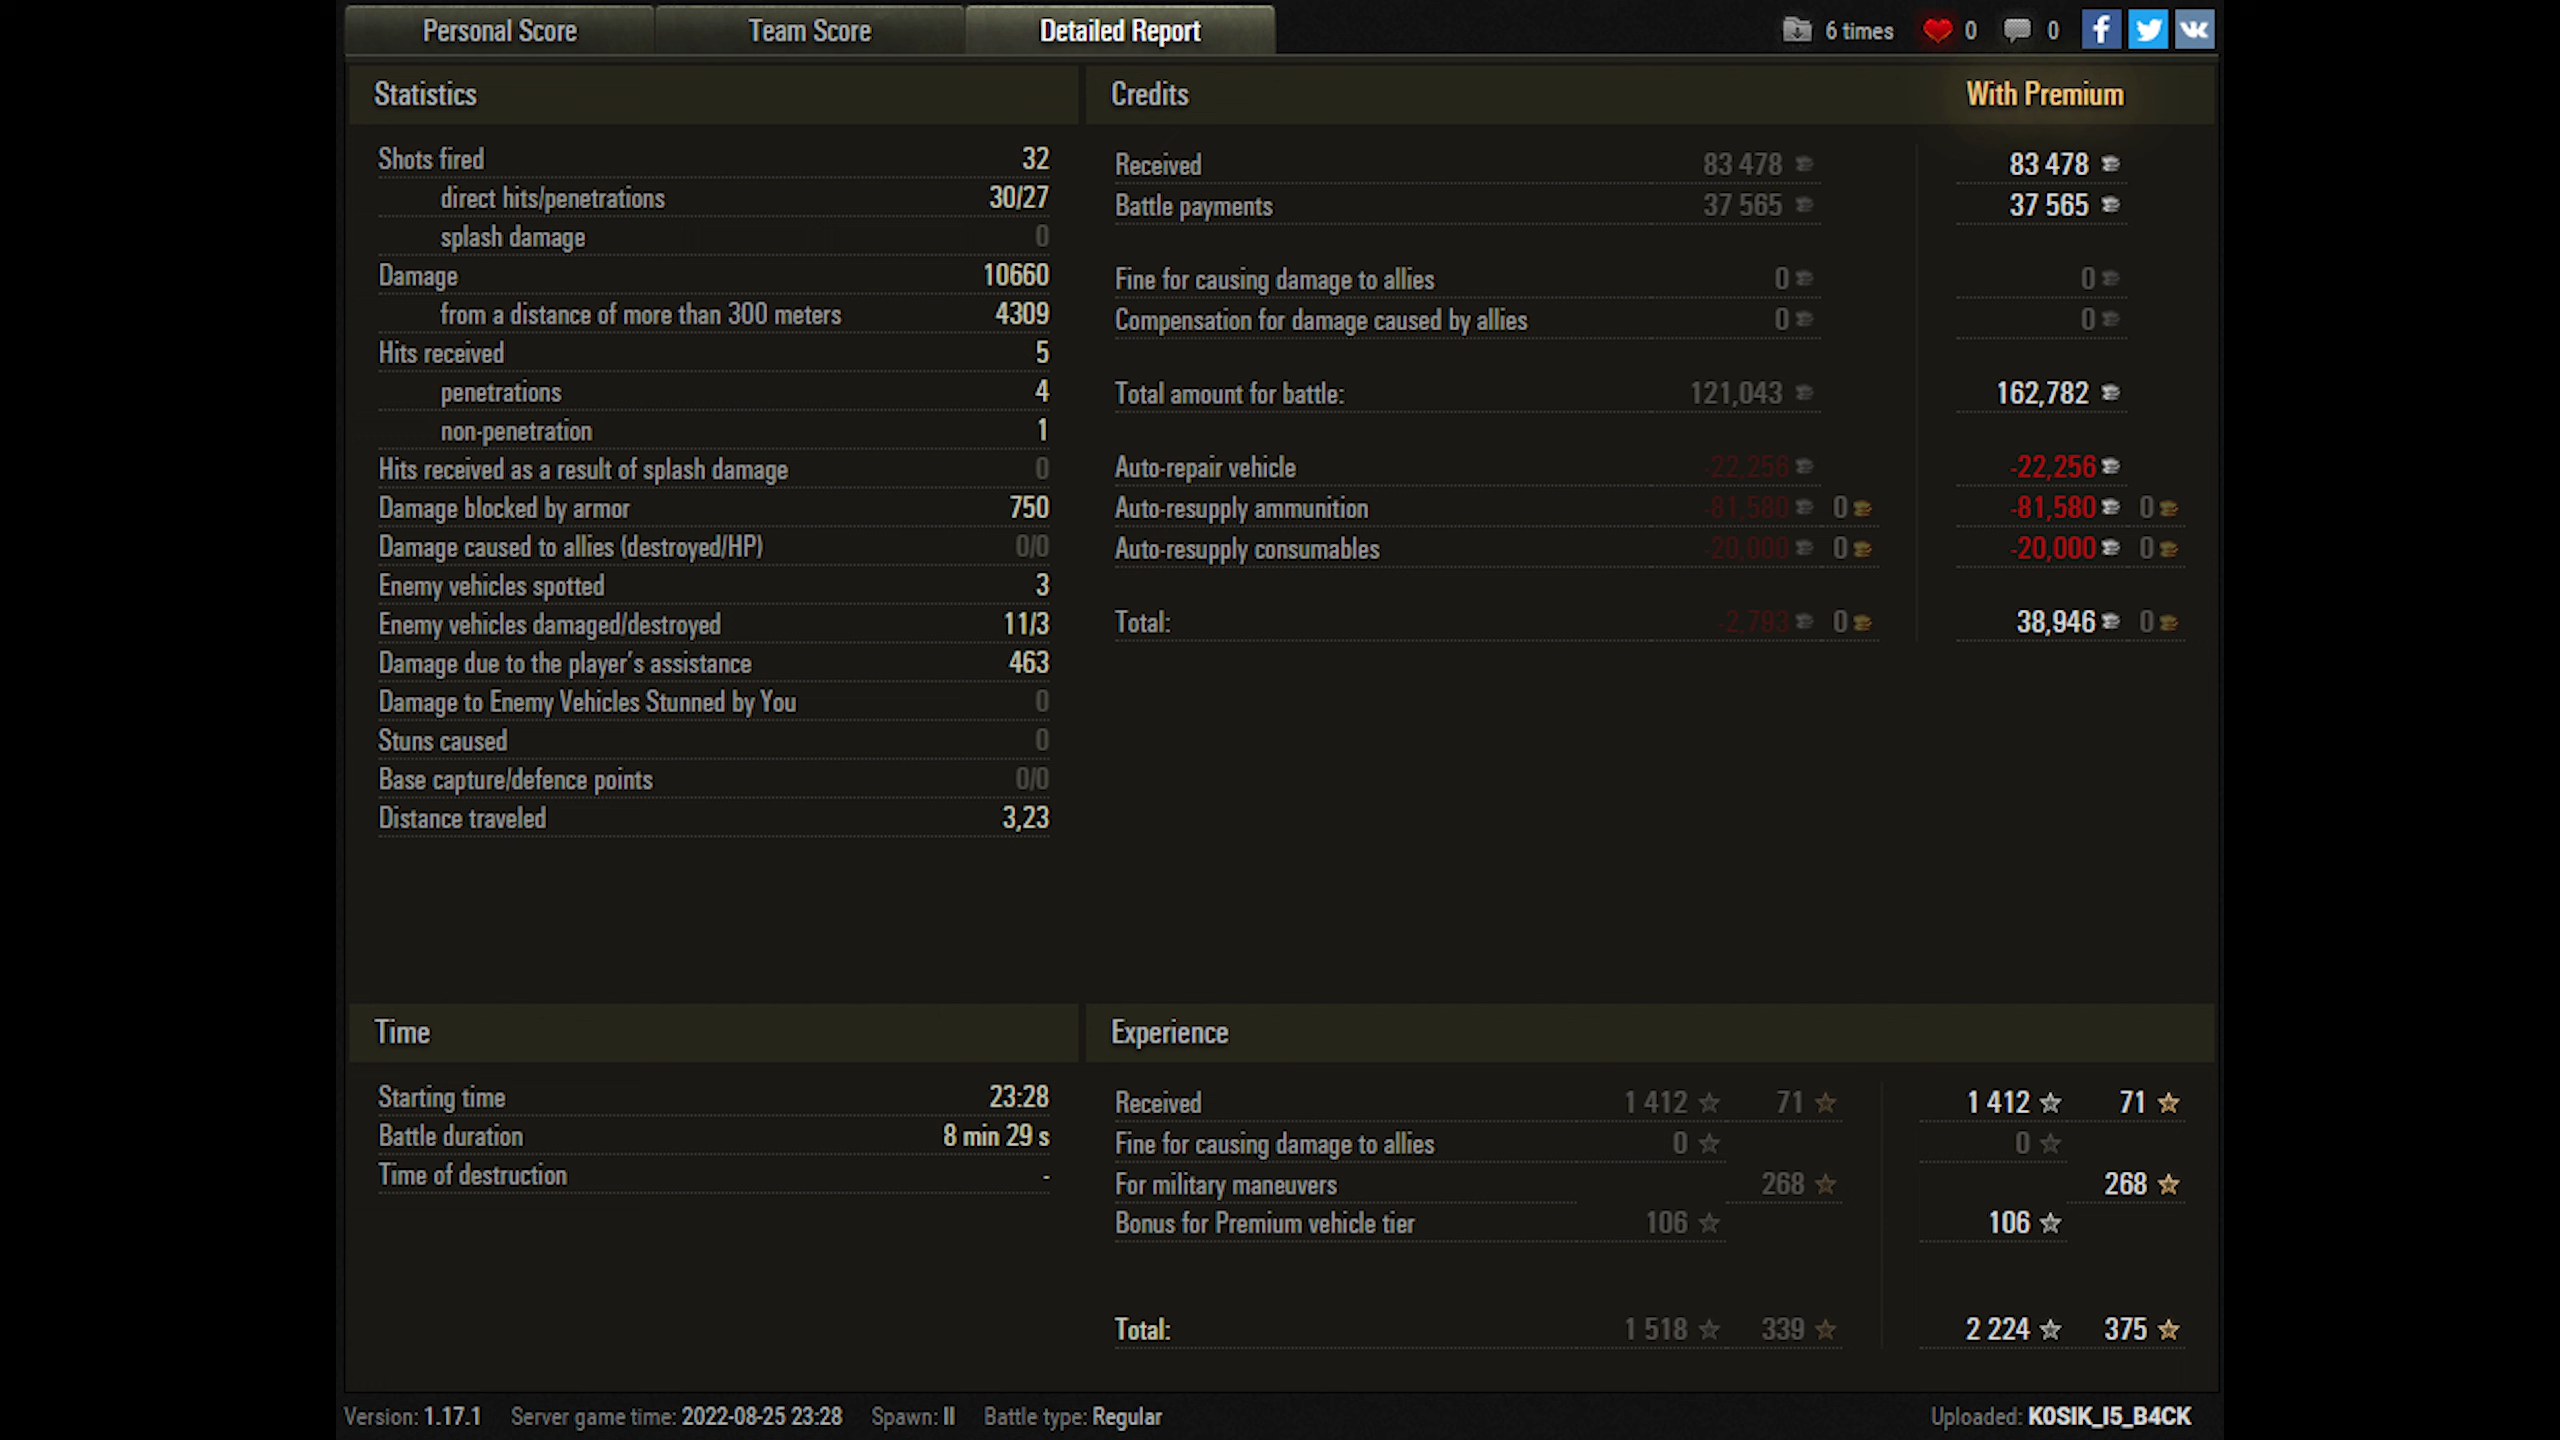 Personal Score Team Score Detailed Report 6 times 0 0
Statistics
Shots fired 32
direct hits/penetrations 30/27
splash damage 0
Damage 10660
from a distance of more than 300 meters 4309
Hits received 5
penetrations 4
non-penetration 1
Hits received as a result of splash damage 0
Damage blocked by armor 750
Damage caused to allies (destroyed/HP) 0/0
Enemy vehicles spotted 3
Enemy vehicles damaged/destroyed 11/3
Damage due to the player's assistance 463
Damage to Enemy Vehicles Stunned by You 0
Stuns caused 0
Base capture/defence points 0/0
Distance traveled 3,23
Credits With Premium
Received 83 478 83 478
Battle payments 37 565 37 565
Fine for causing damage to allies 0 0
Compensation for damage caused by allies 0 0
Total amount for battle: 121,043 162,782
Auto-repair vehicle -22,256 -22,256
Auto-resupply ammunition -81,580 0 -81,580 0
Auto-resupply consumables -20,000 0 -20,000 0
Total: -2,793 0 38,946 0
Time
Starting time 23:28
Battle duration 8 min 29 s
Time of destruction -
Experience
Received 1 412 71 1 412 71
Fine for causing damage to allies 0 0
For military maneuvers 268 268
Bonus for Premium vehicle tier 106 106
Total: 1 518 339 2 224 375
Version: 1.17.1 Server game time: 2022-08-25 23:28 Spawn: II Battle type: Regular Uploaded: K0SIK_I5_B4CK